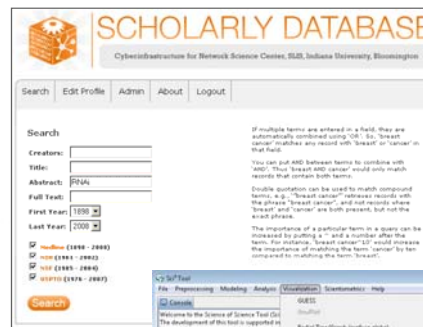 SCHOLARLY DATABASE
Cyberinfrastructure for Network Science Center, SLIS, Indiana University, Bloomington
Search Edit Profile Admin About Logout
Search
Creators:
Title:
Abstract: RNAi
Full Text:
First Year: 1898
Last Year: 2008
Medline (1898 - 2008)
NIH (1961 - 2002)
NSF (1985 - 2004)
USPTO (1976 - 2007)
Search
If multiple terms are entered in a field, they are
automatically combined using 'OR'. So, 'breast
cancer' matches any record with 'breast' or 'cancer' in
that field.
You can put AND between terms to combine with
'AND'. Thus 'breast AND cancer' would only match
records that contain both terms.
Double quotation can be used to match compound
terms, e.g., '"breast cancer"' retrieves records with
the phrase "breast cancer", and not records where
'breast' and 'cancer' are both present, but not the
exact phrase.
The importance of a particular term in a query can be
increased by putting a ^ and a number after the
term. For instance, 'breast cancer^10' would increase
the importance of matching the term 'cancer' by ten
compared to matching the term 'breast'.
Sci² Tool
File Preprocessing Modeling Analysis Visualization Scientometrics Help
Console
GUESS
GnuPlot
Welcome to the Science of Science Tool (Sci
The development of this tool is supported in